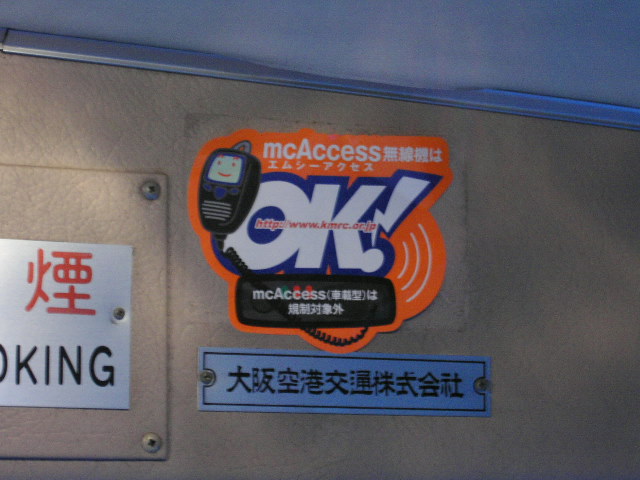 mcAccess無線機は
エムシーアクセス
OK!
http://www.kmrc.or.jp
mcAccess(車載型)は
規制対象外
煙
OKING
大阪空港交通株式会社